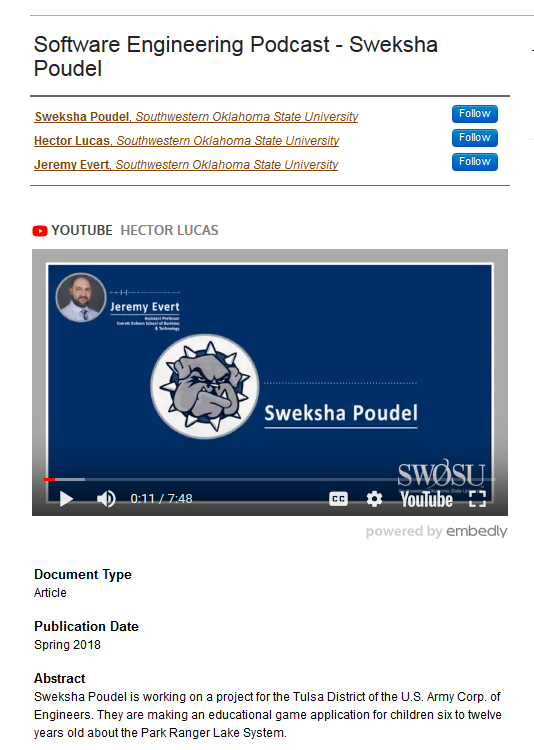 Software Engineering Podcast - Sweksha
Poudel
Sweksha Poudel, Southwestern Oklahoma State University
Follow
Hector Lucas, Southwestern Oklahoma State University
Follow
Jeremy Evert, Southwestern Oklahoma State University
Follow
YOUTUBE HECTOR LUCAS
Jeremy Evert
Assistant Professor
Everett Dobson School of Business
& Technology
Sweksha Poudel
SWOSU
0:11 / 7:48
CC
YouTube
powered by embedly
Document Type
Article
Publication Date
Spring 2018
Abstract
Sweksha Poudel is working on a project for the Tulsa District of the U.S. Army Corp. of
Engineers. They are making an educational game application for children six to twelve
years old about the Park Ranger Lake System.